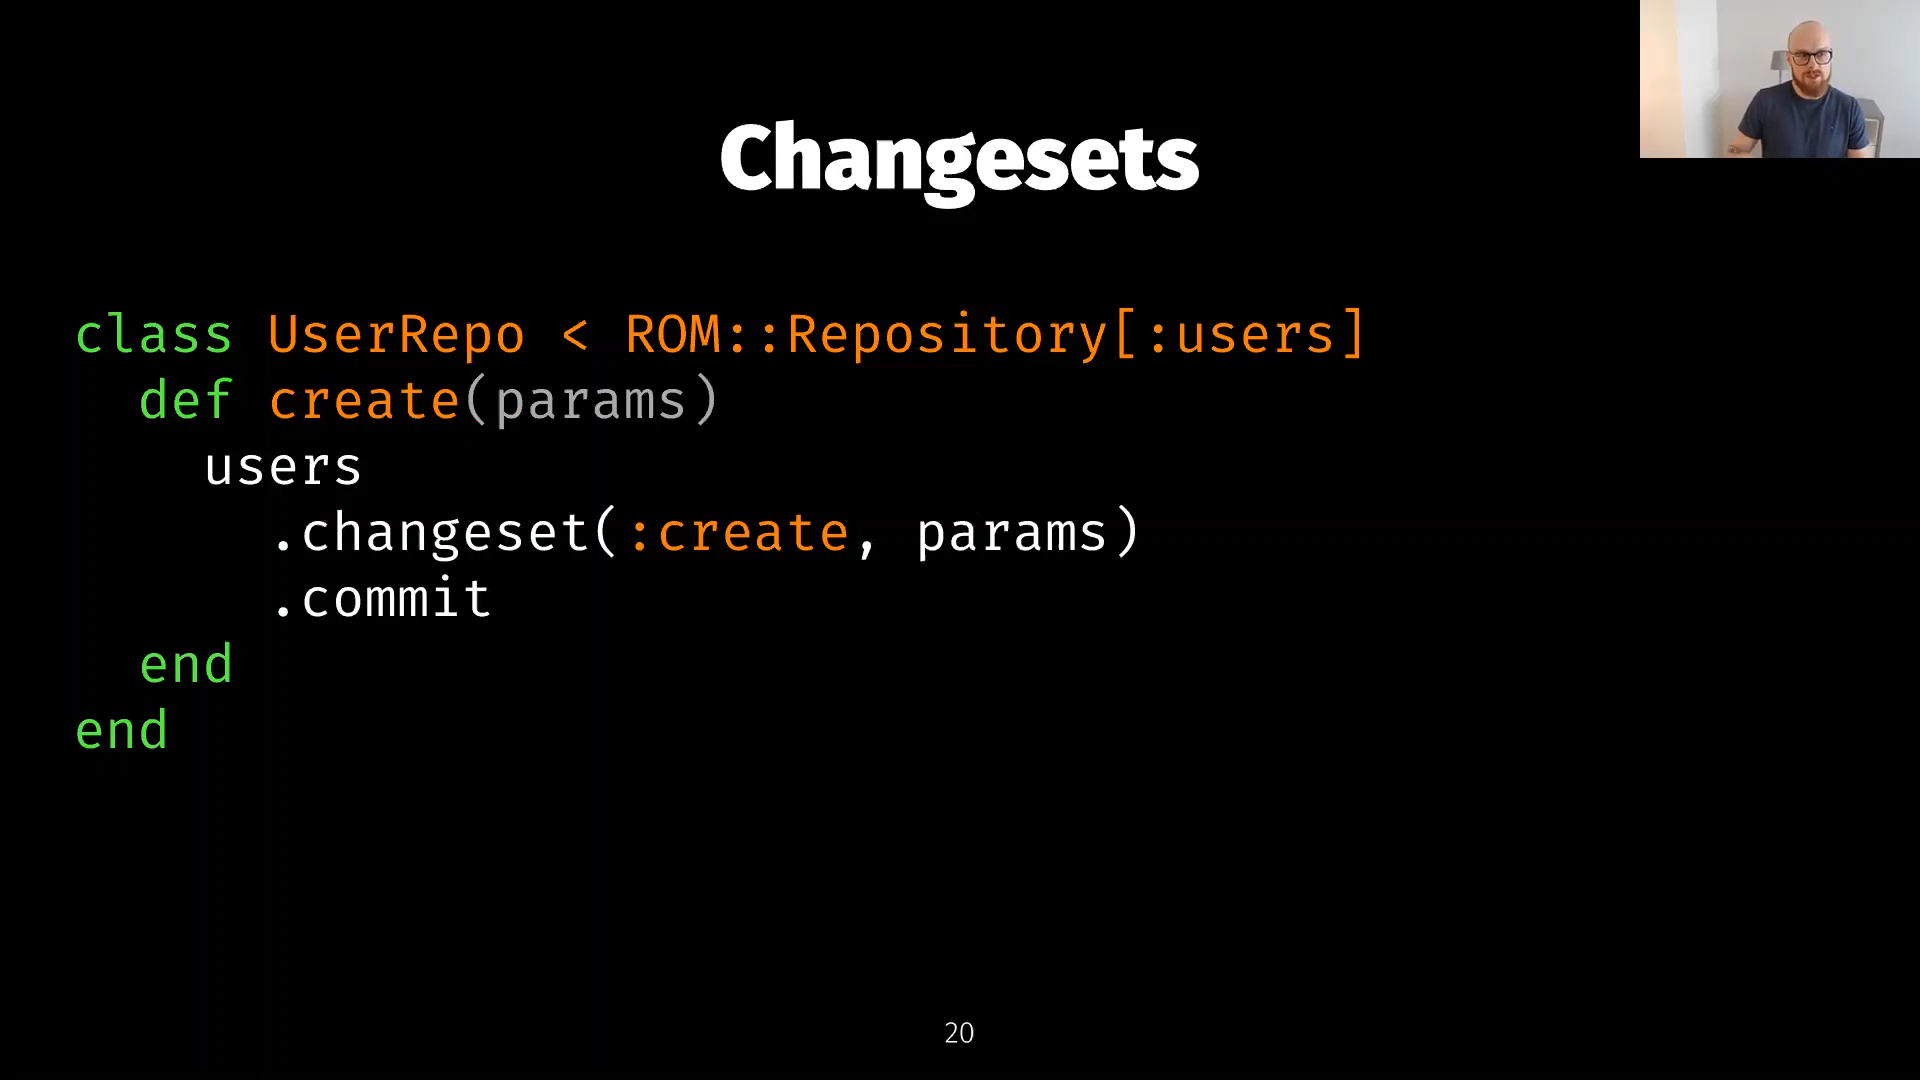 Changesets
class UserRepo < ROM::Repository[:users]
  def create(params)
    users
      .changeset(:create, params)
      .commit
  end
end
20